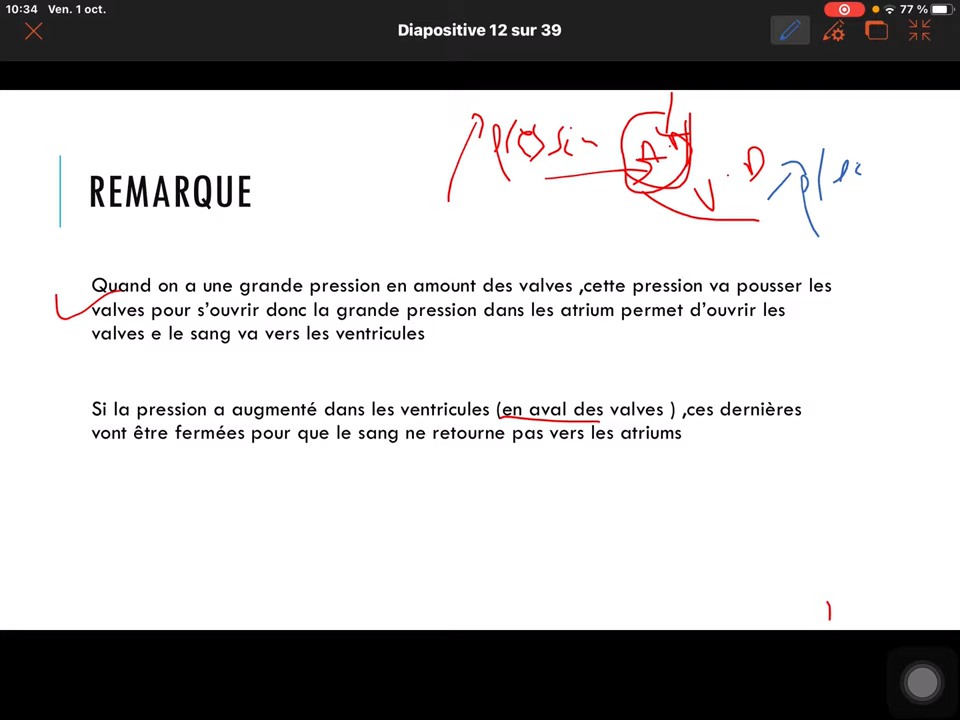 10:34 Ven. 1 oct.
77 %
Diapositive 12 sur 39
pression
V. D
REMARQUE
Quand on a une grande pression en amount des valves ,cette pression va pousser les
valves pour s’ouvrir donc la grande pression dans les atrium permet d’ouvrir les
valves e le sang va vers les ventricules
Si la pression a augmenté dans les ventricules (en aval des valves ) ,ces dernières
vont être fermées pour que le sang ne retourne pas vers les atriums